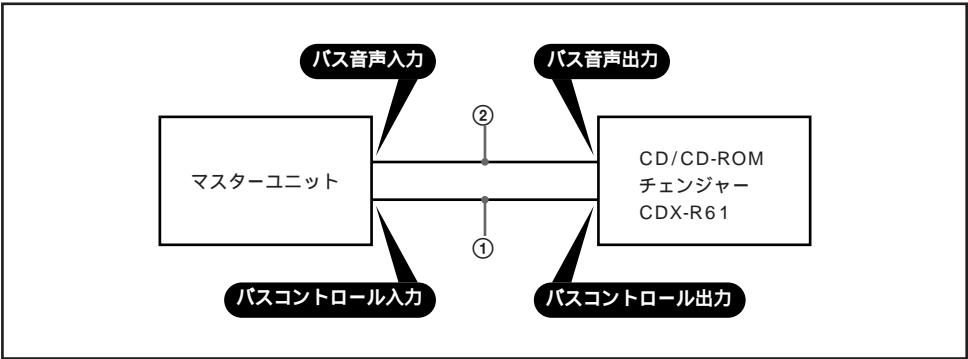 バス音声入力
バス音声出力
②
マスターユニット
CD/CD-ROM
チェンジャー
CDX-R61
①
バスコントロール入力
バスコントロール出力